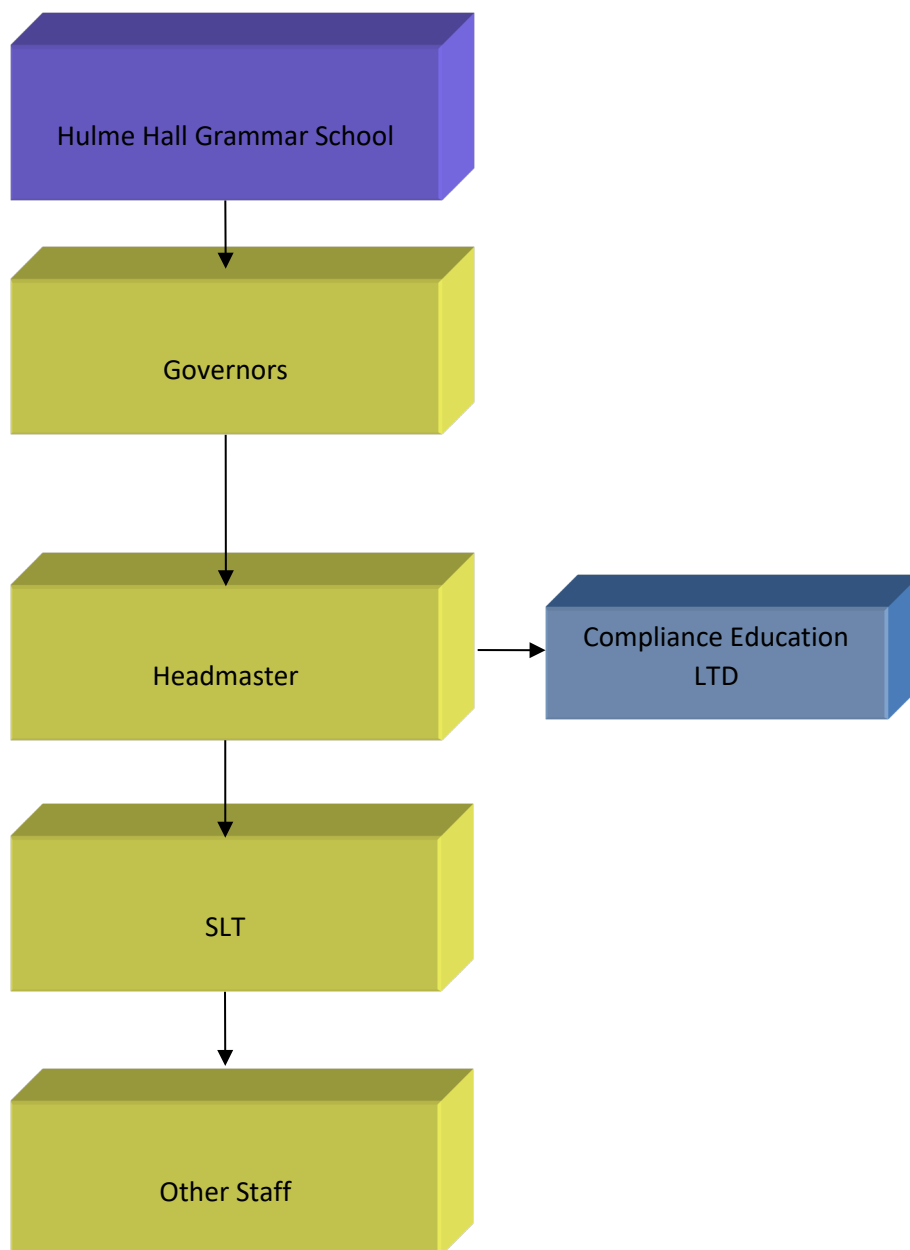 Hulme Hall Grammar School
Governors
Headmaster
Compliance Education
LTD
SLT
Other Staff